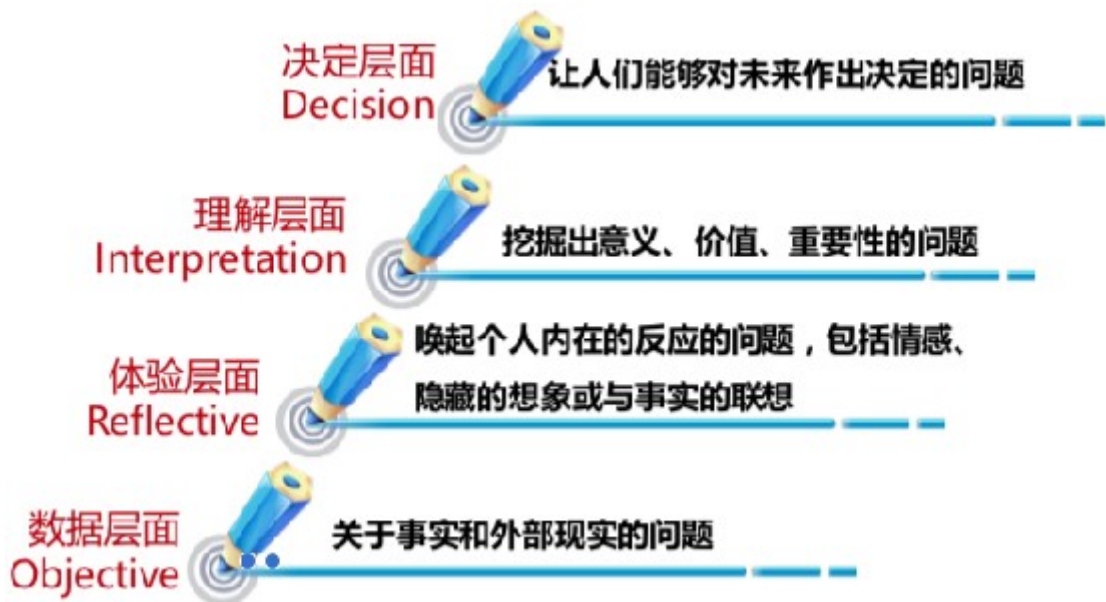 决定层面
Decision
让人们能够对未来作出决定的问题
理解层面
Interpretation
挖掘出意义、价值、重要性的问题
体验层面
Reflective
唤起个人内在的反应的问题，包括情感、
隐藏的想象或与事实的联想
数据层面
Objective
关于事实和外部现实的问题